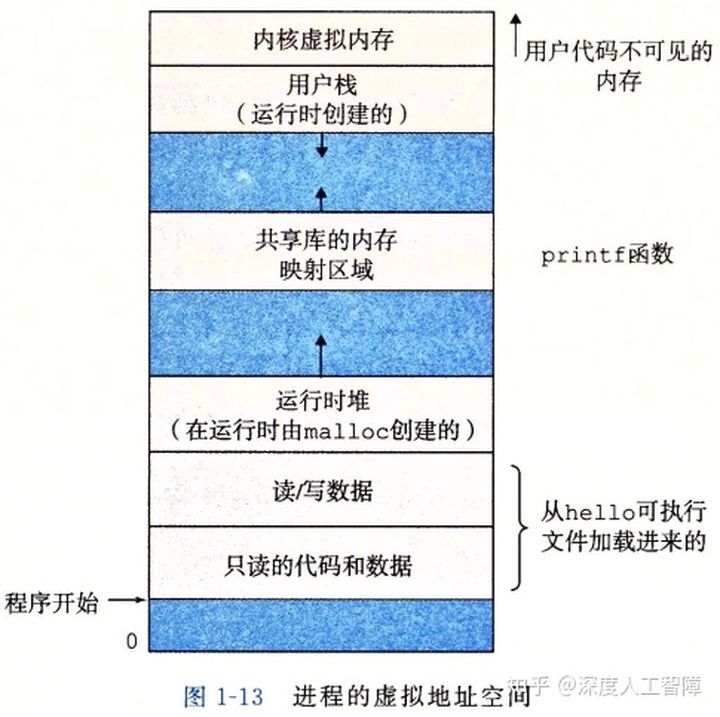 内核虚拟内存
用户代码不可见的
内存
用户栈
（运行时创建的）
共享库的内存
映射区域
printf函数
运行时堆
（在运行时由malloc创建的）
读/写数据
从hello可执行
文件加载进来的
只读的代码和数据
程序开始
0
图 1-13 进程的虚拟地址空间
知乎 @深度人工智障